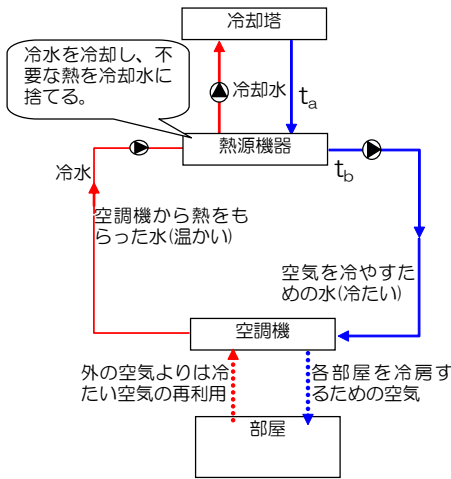 冷却塔
冷水を冷却し、不
要な熱を冷却水に
捨てる。
冷却水
ta
熱源機器
tb
冷水
空調機から熱をも
らった水(温かい)
空気を冷やすた
めの水(冷たい)
空調機
外の空気よりは冷
たい空気の再利用
各部屋を冷房す
るための空気
部屋